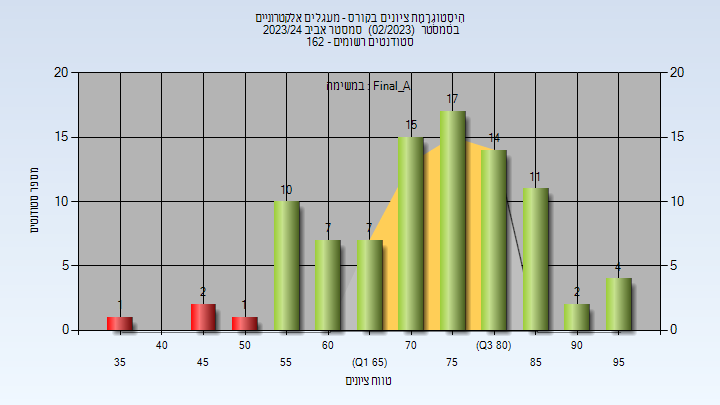 הִיסְטוֹגְרָמַת ציונים בקורס - מעגלים אלקטרוניים
בסמסטר (02/2023) סמסטר אביב 2023/24
סטודנטים רשומים - 162
במשימה : Final_A
20 20
15 15
10 10
5 5
0 0
1 2 1 10 7 7 15 17 14 11 2 4
מספר סטודנטים
40 50 60 70 (Q3 80) 90
35 45 55 (Q1 65) 75 85 95
טווח ציונים